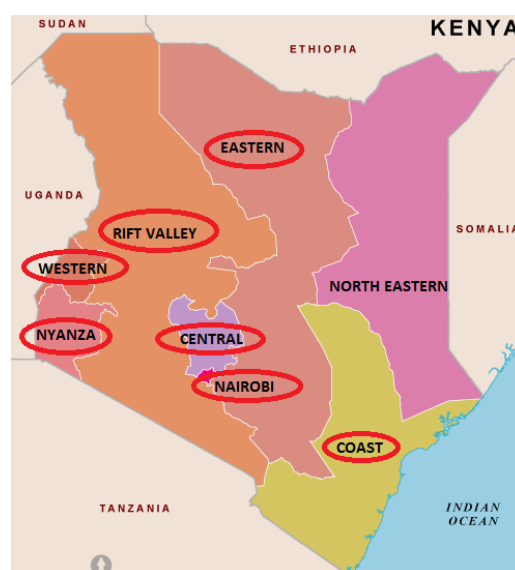 SUDAN
KENYA
ETHIOPIA
EASTERN
UGANDA
RIFT VALLEY
SOMALIA
WESTERN
NORTH EASTERN
NYANZA
CENTRAL
NAIROBI
COAST
TANZANIA
INDIAN
OCEAN